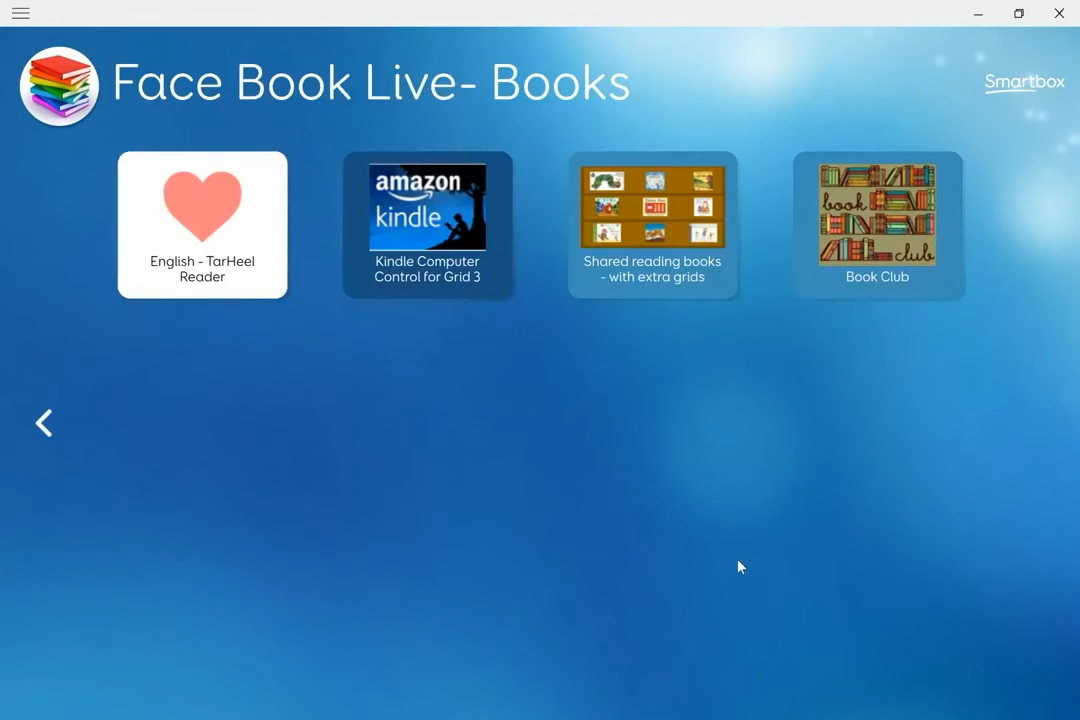 Face Book Live- Books
Smartbox
English - TarHeel
Reader
amazon
kindle
Kindle Computer
Control for Grid 3
Shared reading books
- with extra grids
book
club
Book Club